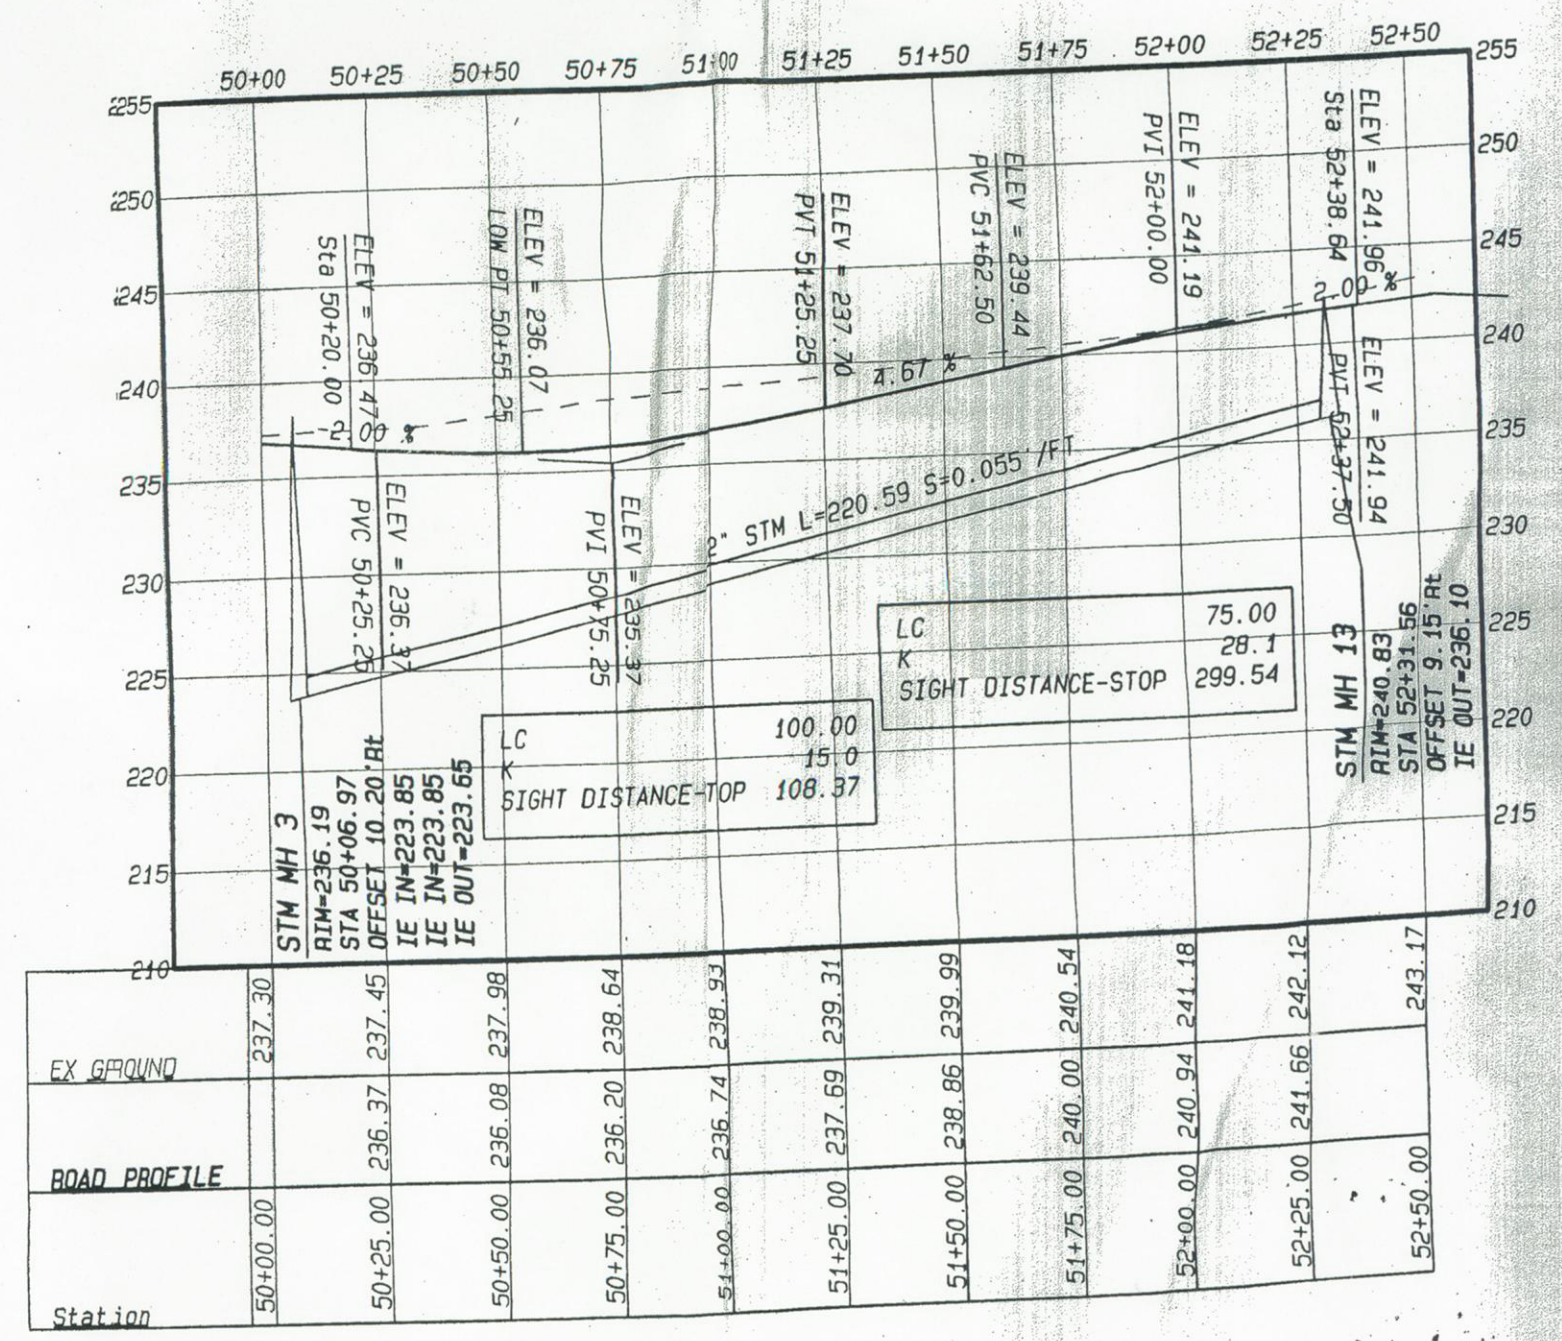 50+00 50+25 50+50 50+75 51+00 51+25 51+50 51+75 52+00 52+25 52+50
255 255
250 250
245 245
240 240
235 235
230 230
225 225
220 220
215 215
210 210
ELEV = 236.47
Sta 50+20.00
-2.00 %
ELEV = 236.07
LOW PT 50+55.25
ELEV = 237.70
PVT 51+25.25
ELEV = 239.44
PVC 51+62.50
ELEV = 241.19
PVI 52+00.00
ELEV = 241.96
Sta 52+38.64
2.00 %
4.67 %
ELEV = 236.37
PVC 50+25.25
ELEV = 235.37
PVI 50+75.25
ELEV = 241.94
PVT 52+37.50
2" STM L=220.59 S=0.055'/FT
LC 75.00
K 28.1
SIGHT DISTANCE-STOP 299.54
LC 100.00
K 15.0
SIGHT DISTANCE-TOP 108.37
STM MH 3
RIM=236.19
STA 50+06.97
OFFSET 10.20'Rt
IE IN=223.85
IE IN=223.85
IE OUT=223.65
STM MH 13
RIM=240.83
STA 52+31.56
OFFSET 9.15'Rt
IE OUT=236.10
EX GROUND 237.30 237.45 237.98 238.64 238.93 239.31 239.99 240.54 241.18 242.12 243.17
ROAD PROFILE 236.37 236.08 236.20 236.74 237.69 238.86 240.00 240.94 241.66
Station 50+00.00 50+25.00 50+50.00 50+75.00 51+00.00 51+25.00 51+50.00 51+75.00 52+00.00 52+25.00 52+50.00